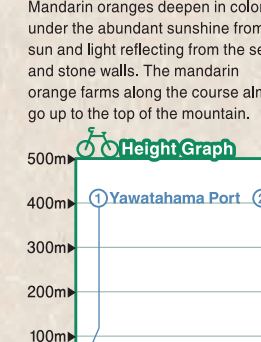 Mandarin oranges deepen in color
under the abundant sunshine from
sun and light reflecting from the
and stone walls. The mandarin
orange farms along the course
go up to the top of the mountain.
Height Graph
500m
400m
① Yawatahama Port ②
300m
200m
100m